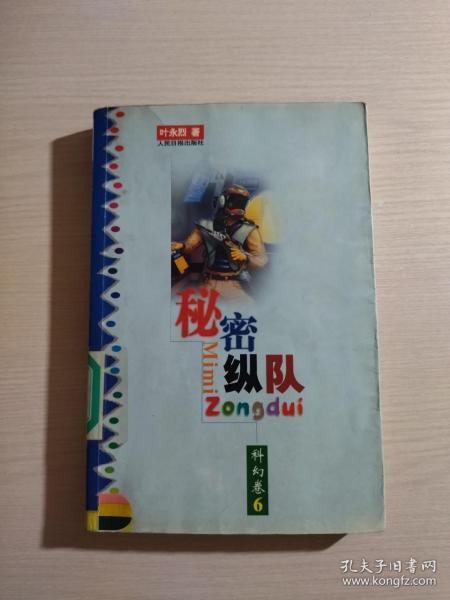 叶永烈 著
人民日报出版社
秘密
纵队
Mimi
Zongdui
科幻卷6
孔夫子旧书网
www.kongfz.com